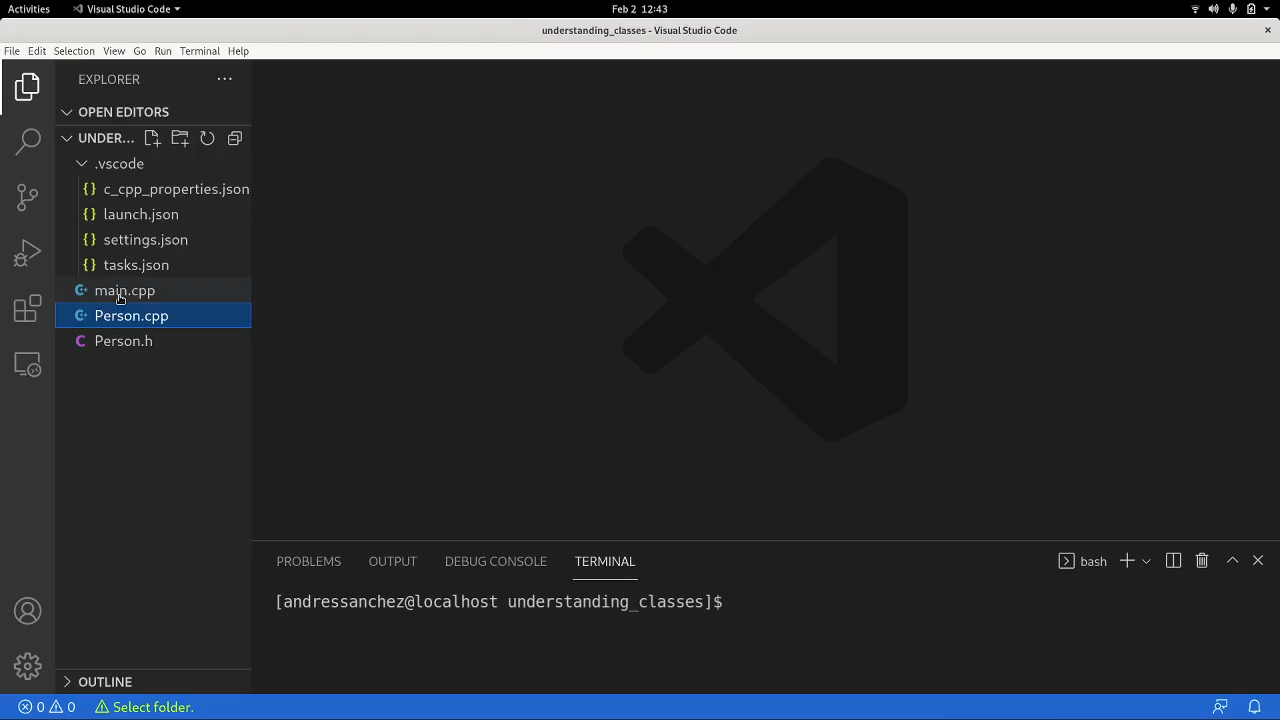 Activities
Visual Studio Code
Feb 2 12:43
understanding_classes - Visual Studio Code
File Edit Selection View Go Run Terminal Help
EXPLORER
OPEN EDITORS
UNDER...
.vscode
c_cpp_properties.json
launch.json
settings.json
tasks.json
main.cpp
Person.cpp
Person.h
PROBLEMS OUTPUT DEBUG CONSOLE TERMINAL
bash
[andressanchez@localhost understanding_classes]$
OUTLINE
0 0 Select folder.